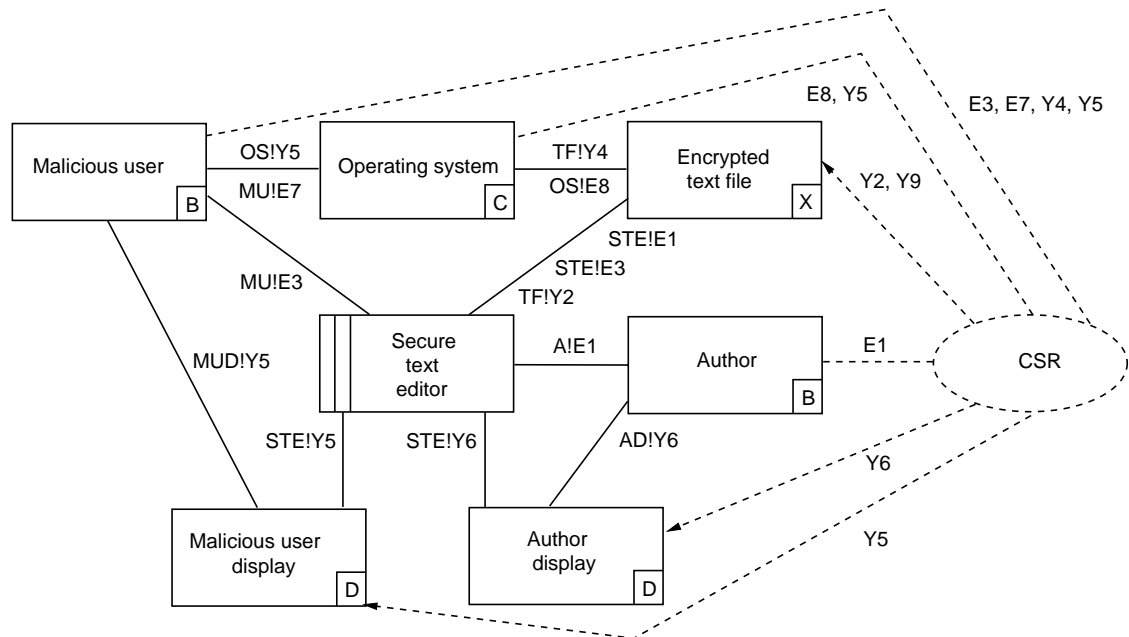 E8, Y5
E3, E7, Y4, Y5
Malicious user
B
OS!Y5
MU!E7
Operating system
C
TF!Y4
OS!E8
Encrypted
text file
X
Y2, Y9
MU!E3
STE!E1
STE!E3
TF!Y2
MUD!Y5
Secure
text
editor
A!E1
Author
B
E1
CSR
STE!Y5
STE!Y6
AD!Y6
Y6
Y5
Malicious user
display
D
Author
display
D